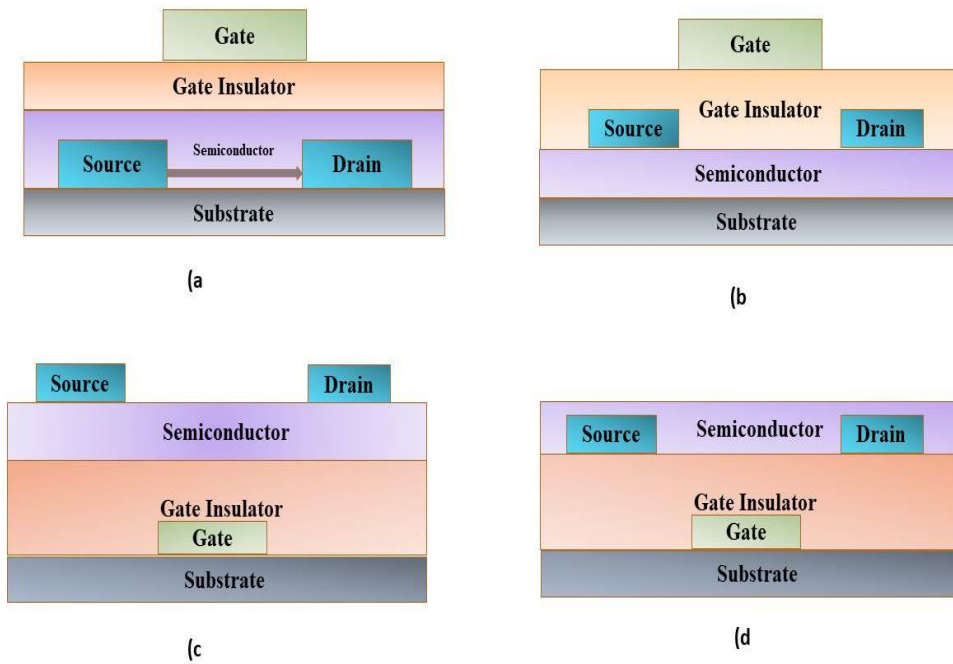 Gate
Gate Insulator
Semiconductor
Source
Drain
Substrate
(a
Gate
Gate Insulator
Source
Drain
Semiconductor
Substrate
(b
Source
Drain
Semiconductor
Gate Insulator
Gate
Substrate
(c
Source
Semiconductor
Drain
Gate Insulator
Gate
Substrate
(d